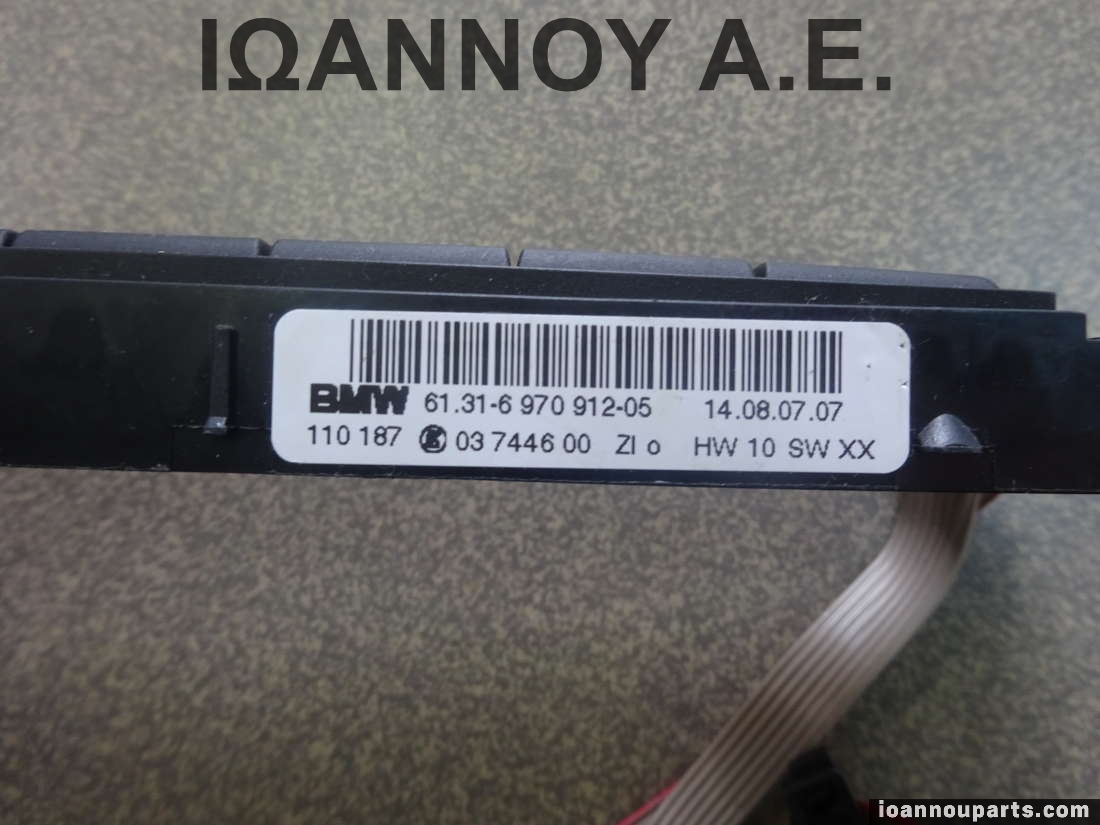 ΙΩΑΝΝΟΥ Α.Ε.
BMW 61.31-6 970 912-05 14.08.07.07
110 187 03 7446 00 ZI o HW 10 SW XX
ioannouparts.com